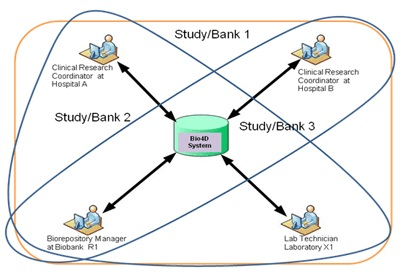 Study/Bank 1
Clinical Research
Coordinator at
Hospital A
Clinical Research
Coordinator at
Hospital B
Study/Bank 2
Study/Bank 3
Bio4D
System
Biorepository Manager
at Biobank R1
Lab Technician
Laboratory X1